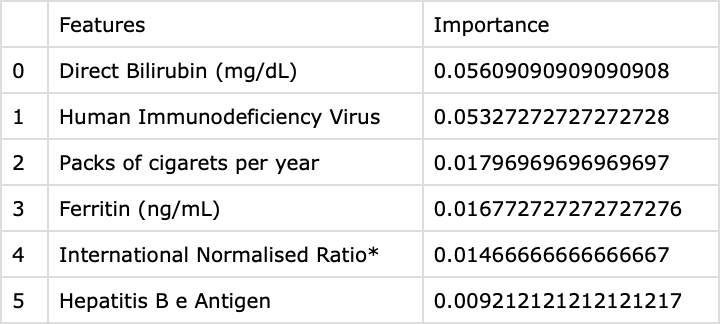 Features Importance
0 Direct Bilirubin (mg/dL) 0.05609090909090908
1 Human Immunodeficiency Virus 0.05327272727272728
2 Packs of cigarets per year 0.01796969696969697
3 Ferritin (ng/mL) 0.016772727272727276
4 International Normalised Ratio* 0.01466666666666667
5 Hepatitis B e Antigen 0.009212121212121217